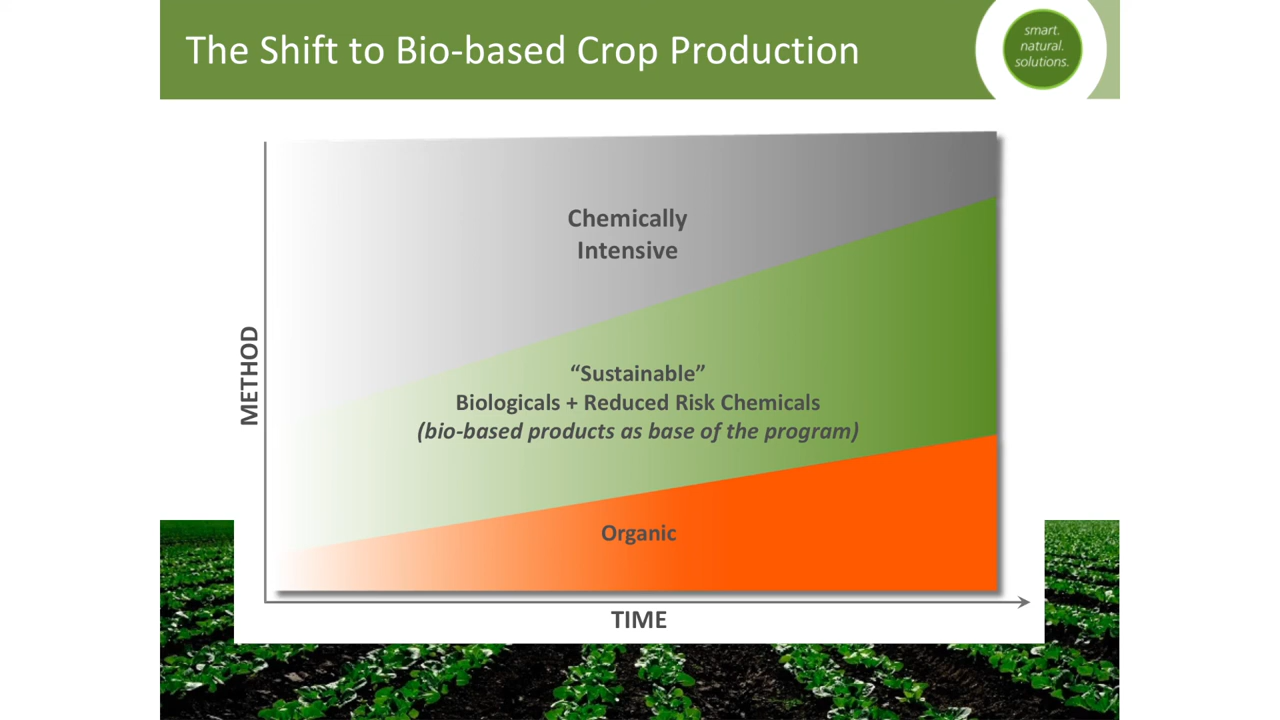 The Shift to Bio-based Crop Production
smart.
natural.
solutions.
Chemically
Intensive
METHOD
“Sustainable”
Biologicals + Reduced Risk Chemicals
(bio-based products as base of the program)
Organic
TIME